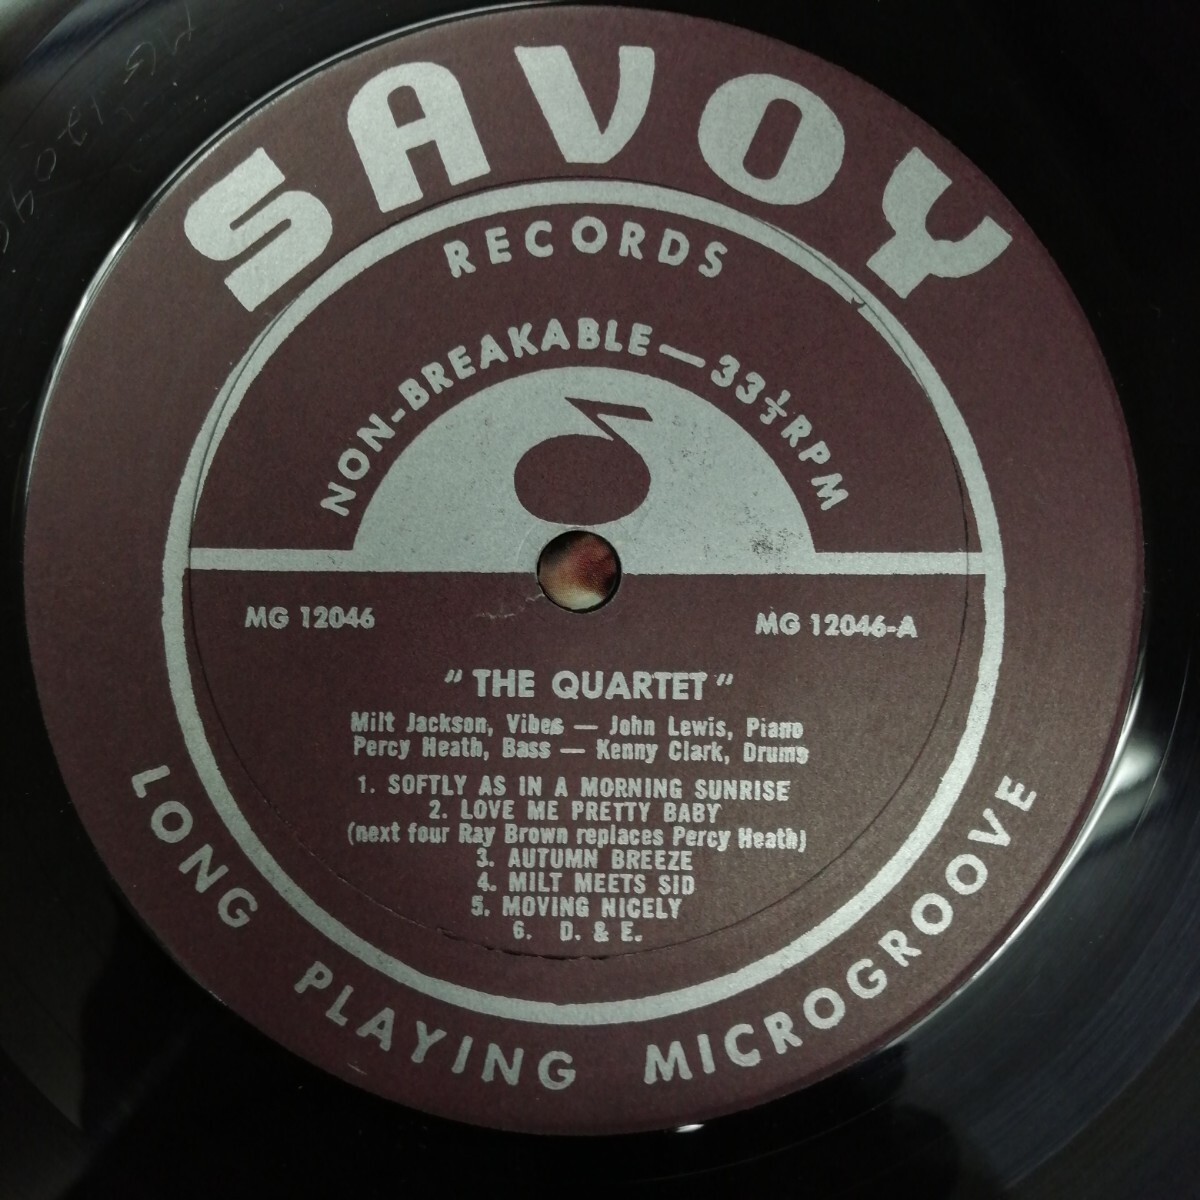 SAVOY
RECORDS
NON-BREAKABLE — 33⅓ RPM
MG 12046
MG 12046-A
"THE QUARTET"
Milt Jackson, Vibes — John Lewis, Piano
Percy Heath, Bass — Kenny Clark, Drums
1. SOFTLY AS IN A MORNING SUNRISE
2. LOVE ME PRETTY BABY
(next four Ray Brown replaces Percy Heath)
3. AUTUMN BREEZE
4. MILT MEETS SID
5. MOVING NICELY
6. D. & E.
LONG PLAYING MICROGROOVE